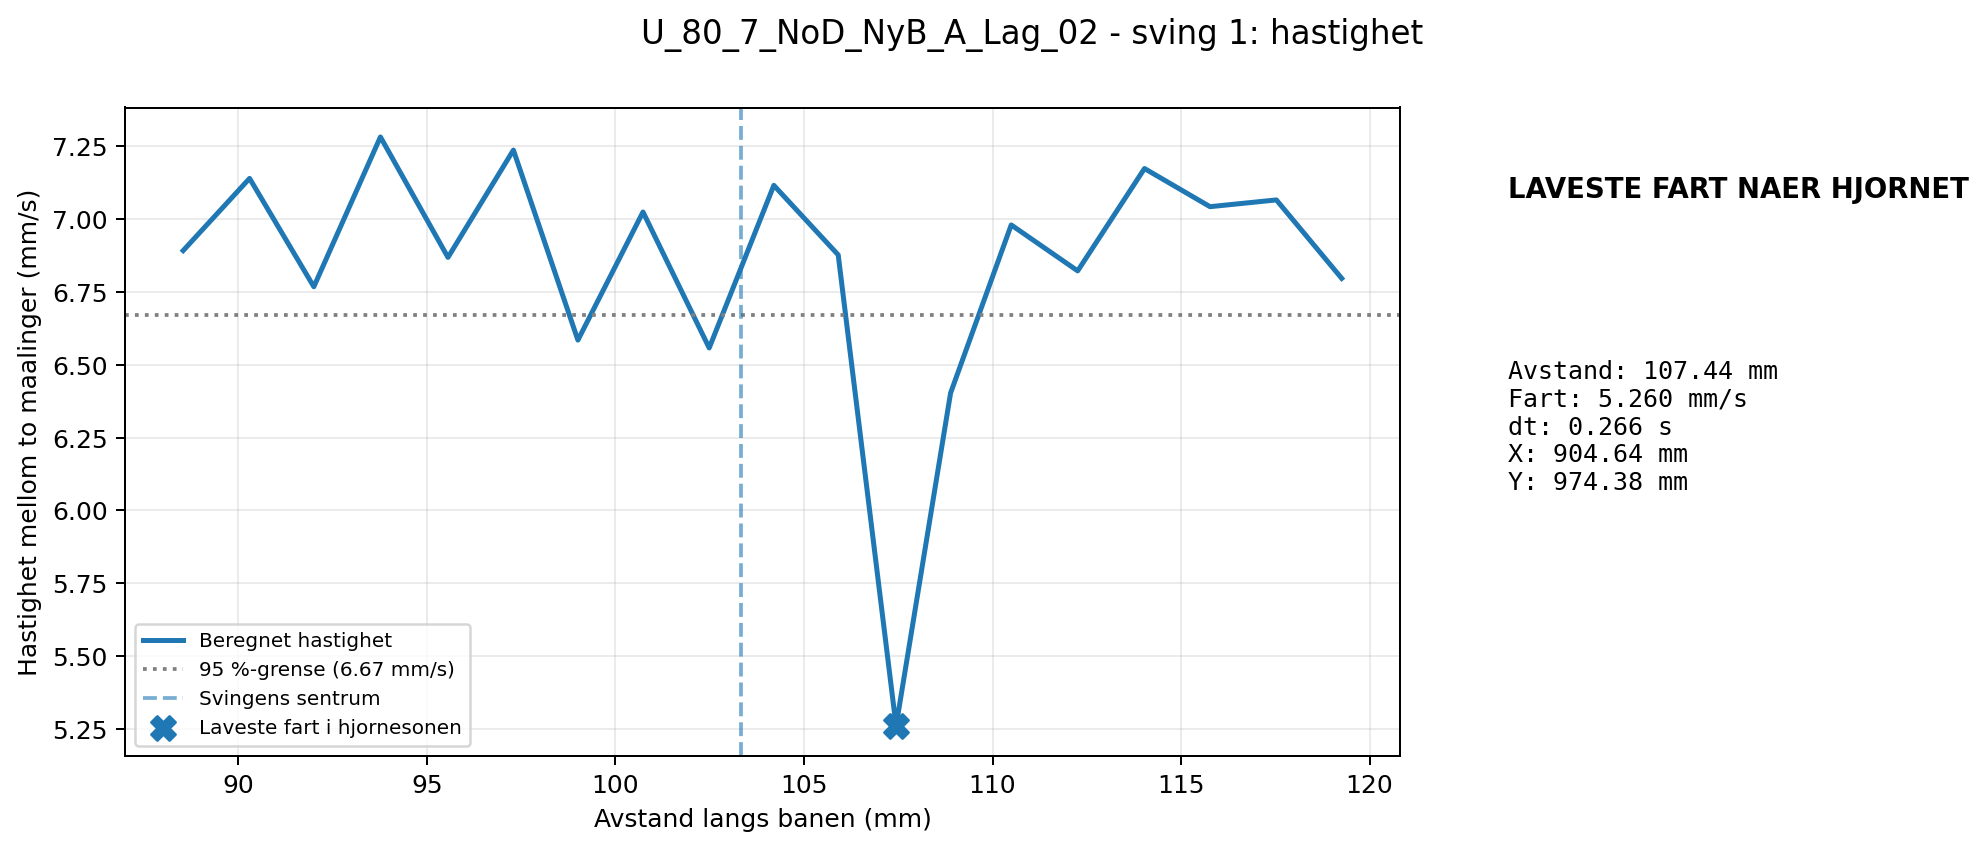 U_80_7_NoD_NyB_A_Lag_02 - sving 1: hastighet
Hastighet mellom to maalinger (mm/s)
7.25
7.00
6.75
6.50
6.25
6.00
5.75
5.50
5.25
Beregnet hastighet
95 %-grense (6.67 mm/s)
Svingens sentrum
Laveste fart i hjornesonen
90
95
100
105
110
115
120
Avstand langs banen (mm)
LAVESTE FART NAER HJORNET
Avstand: 107.44 mm
Fart: 5.260 mm/s
dt: 0.266 s
X: 904.64 mm
Y: 974.38 mm